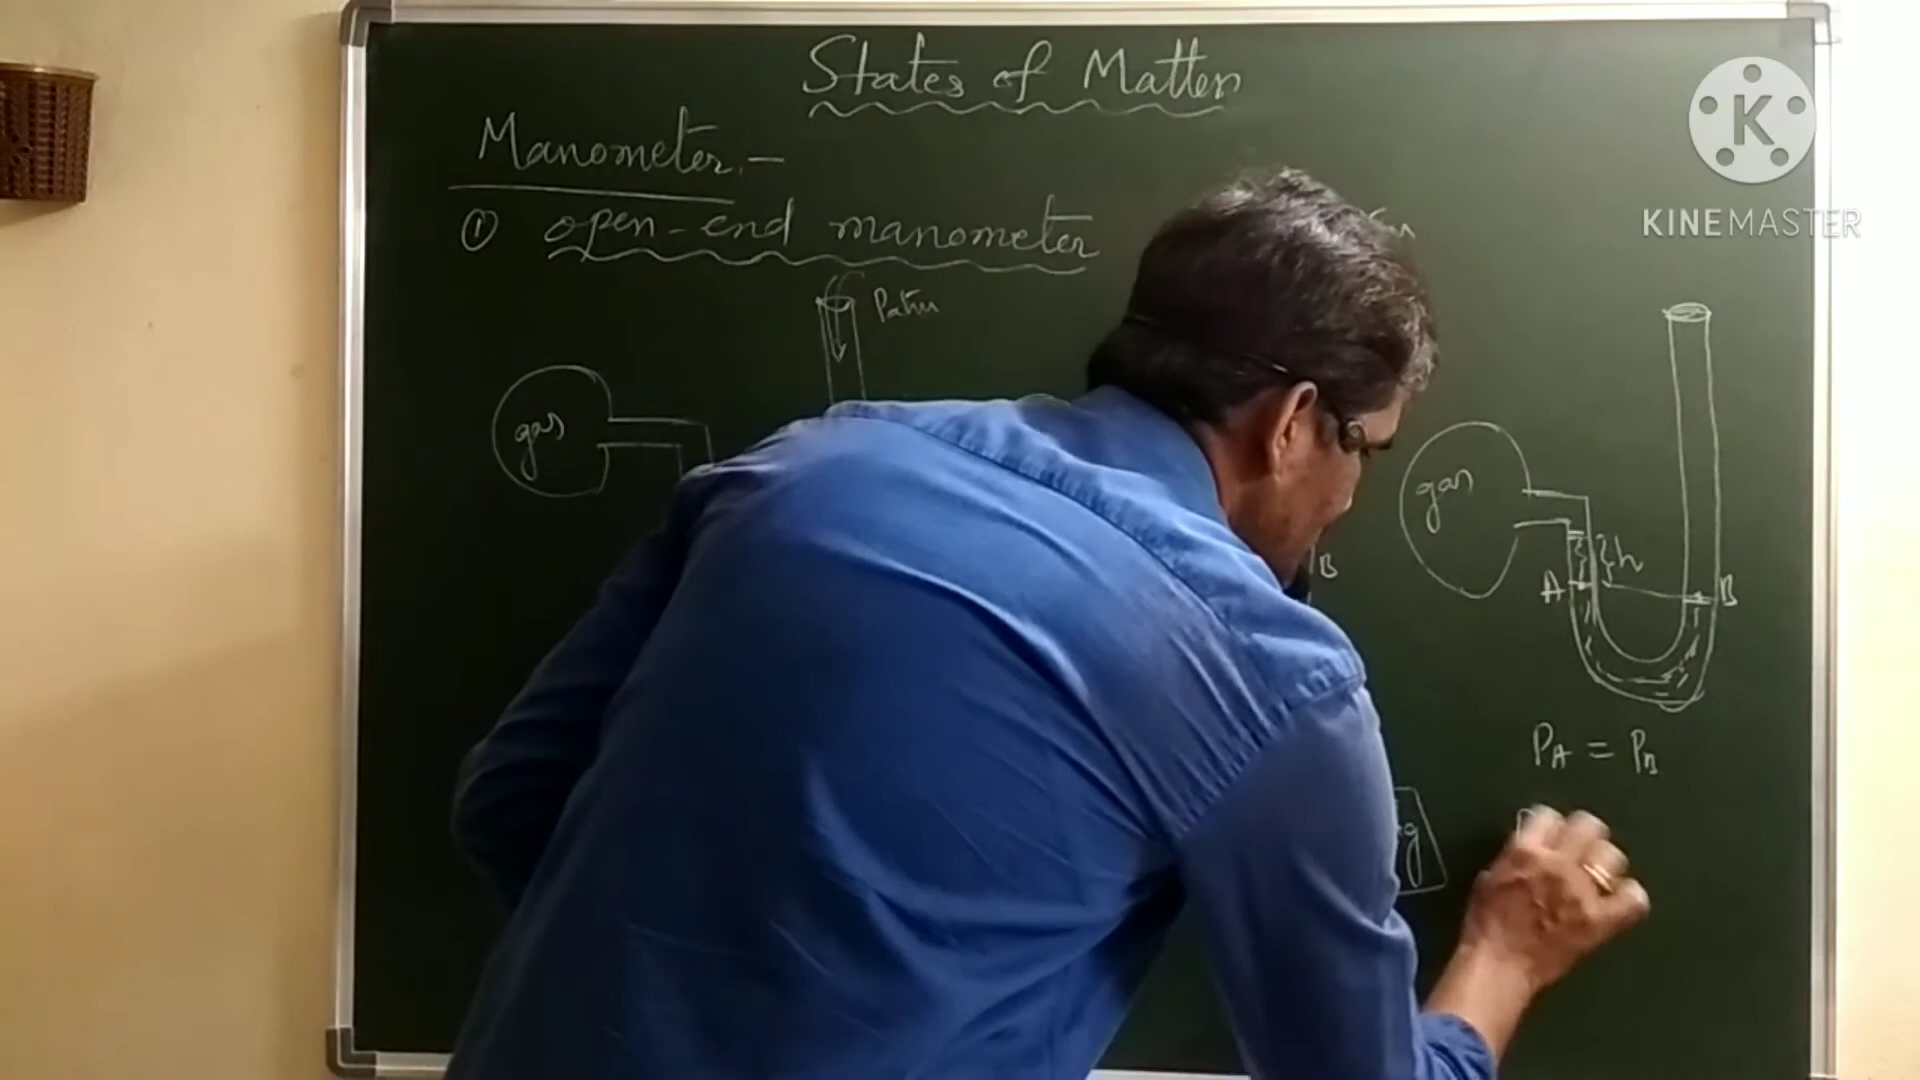 States of Matter
Manometer:-
① open-end manometer
Patm
gas
B
gas
h
A
B
PA = PB
g
KINEMASTER